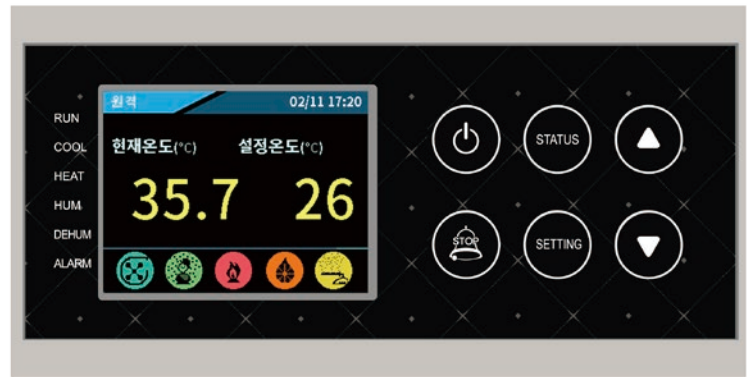 원격 02/11 17:20
RUN
COOL
HEAT
HUM.
DEHUM
ALARM
현재온도(°C) 설정온도(°C)
35.7 26
STATUS
STOP
SETTING